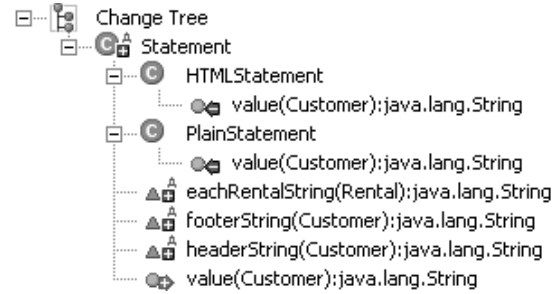 Change Tree
A
Statement
HTMLStatement
value(Customer):java.lang.String
PlainStatement
value(Customer):java.lang.String
A
eachRentalString(Rental):java.lang.String
A
footerString(Customer):java.lang.String
A
headerString(Customer):java.lang.String
value(Customer):java.lang.String